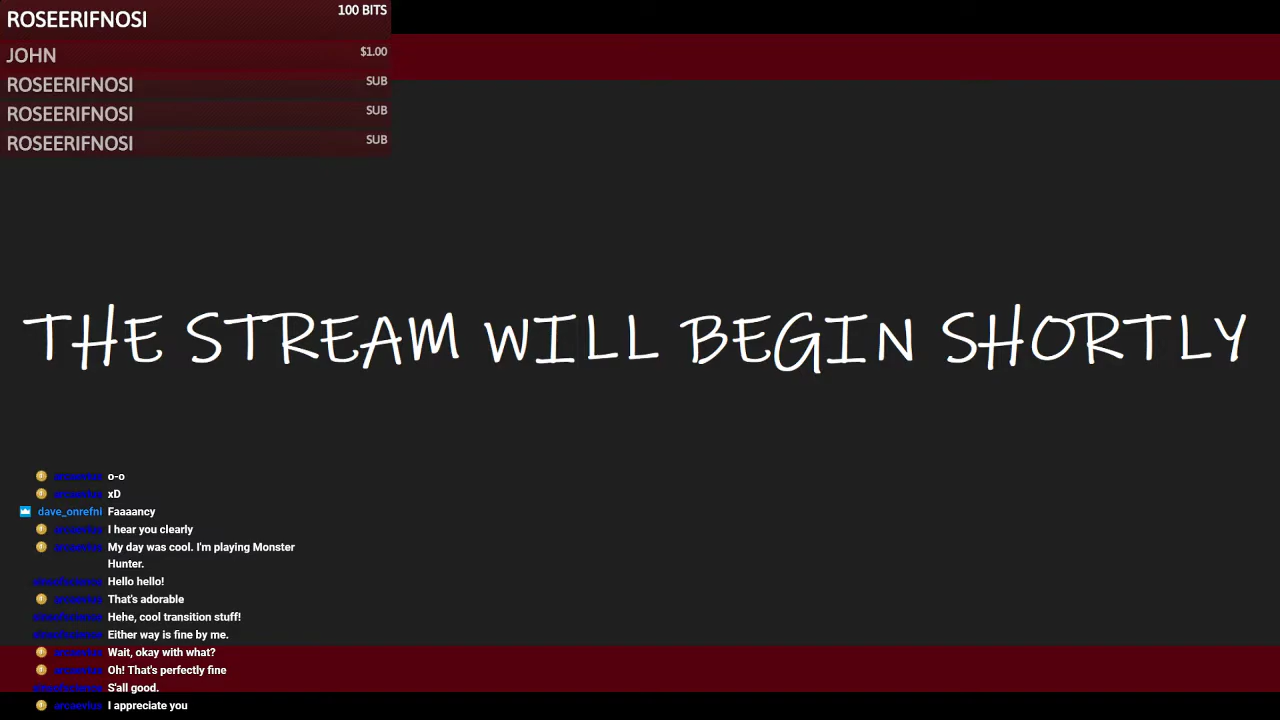 ROSEERIFNOSI 100 BITS
JOHN $1.00
ROSEERIFNOSI SUB
ROSEERIFNOSI SUB
ROSEERIFNOSI SUB
THE STREAM WILL BEGIN SHORTLY
o-o
xD
dave_onrefni Faaaancy
I hear you clearly
My day was cool. I'm playing Monster
Hunter.
Hello hello!
That's adorable
Hehe, cool transition stuff!
Either way is fine by me.
Wait, okay with what?
Oh! That's perfectly fine
S'all good.
arcaevius I appreciate you